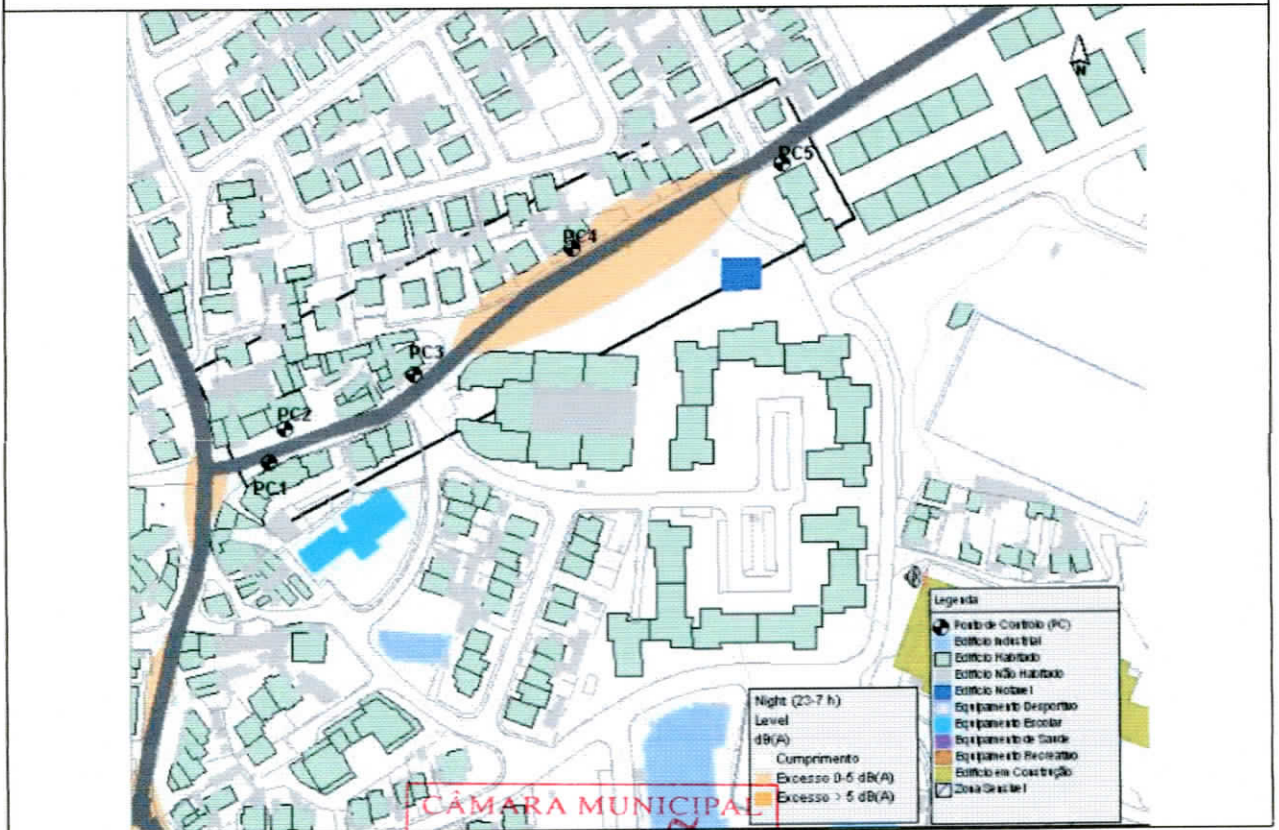 N
PC5
PC4
PC3
PC2
PC1
Legenda
Ponto de Controlo (PC)
Edifício Industrial
Edifício Habitado
Edifício Não Habitado
Edifício Notável
Equipamento Desportivo
Equipamento Escolar
Equipamento de Saúde
Equipamento Recreativo
Edifício em Construção
Zona Sensível
Night (23-7 h)
Level
dB(A)
Cumprimento
Excesso 0-5 dB(A)
Excesso > 5 dB(A)
CÂMARA MUNICIPAL